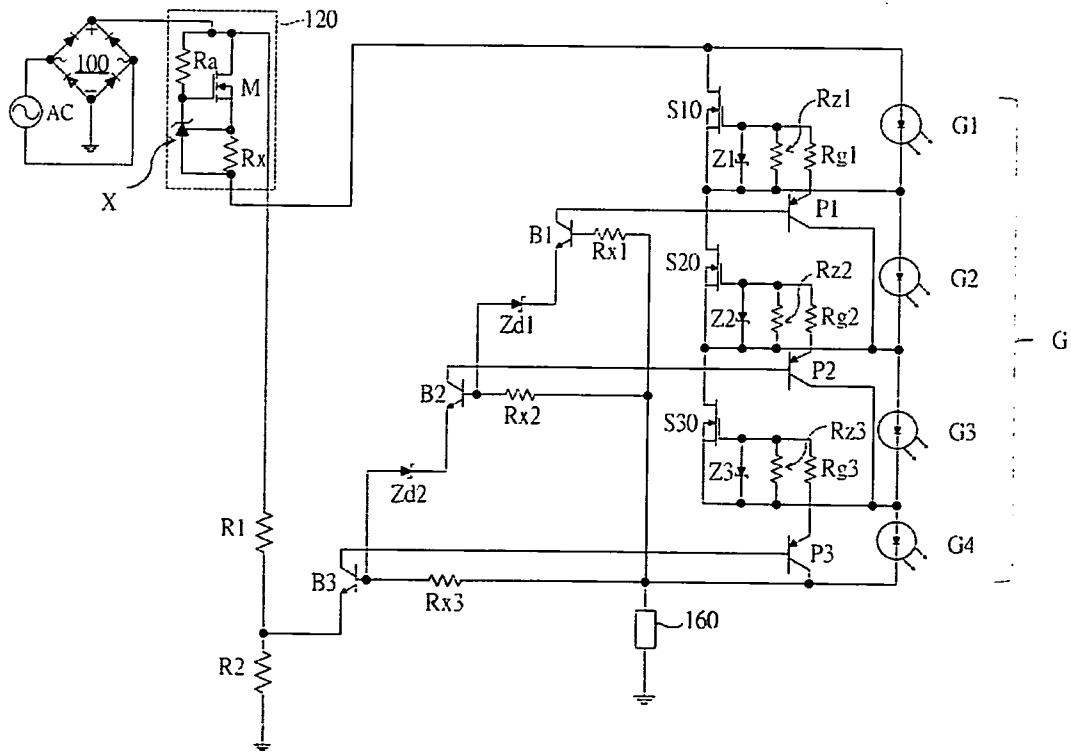 120
100
Ra
M
AC
Rx
X
S10
Rz1
G1
Z1
Rg1
P1
B1
Rx1
S20
Rz2
G2
Zd1
Z2
Rg2
G
P2
B2
Rx2
S30
Rz3
G3
Zd2
Z3
Rg3
R1
P3
G4
B3
Rx3
160
R2